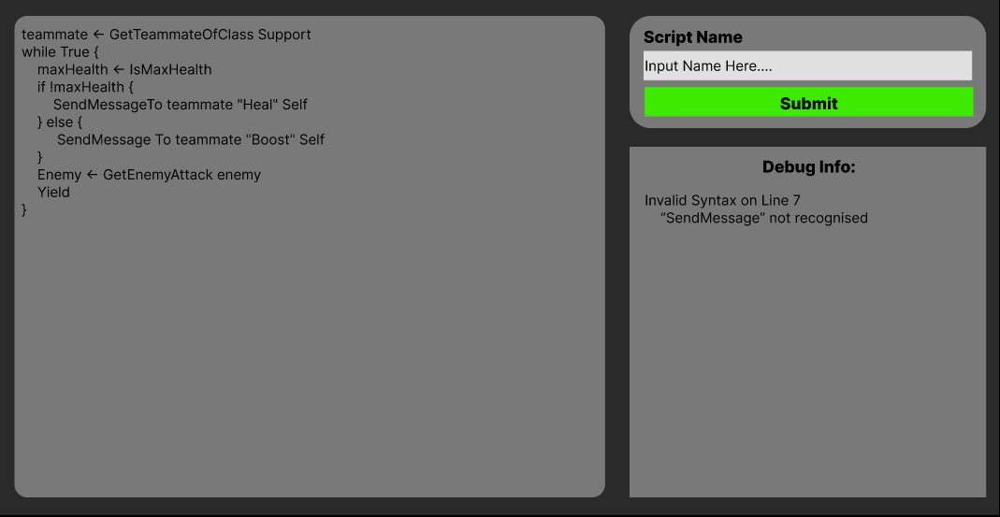 teammate ← GetTeammateOfClass Support
while True {
    maxHealth ← IsMaxHealth
    if !maxHealth {
        SendMessageTo teammate "Heal" Self
    } else {
         SendMessage To teammate "Boost" Self
    }
    Enemy ← GetEnemyAttack enemy
    Yield
}
Script Name
Input Name Here....
Submit
Debug Info:
Invalid Syntax on Line 7
    “SendMessage” not recognised